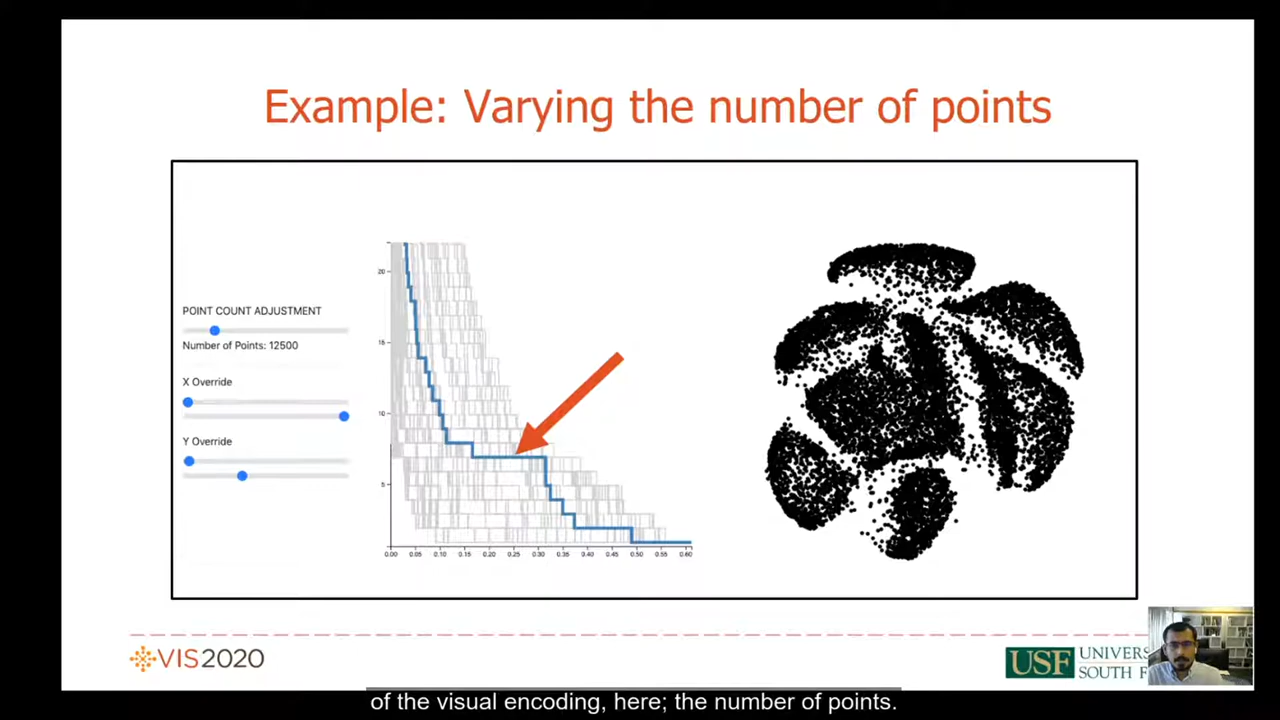 Example: Varying the number of points
POINT COUNT ADJUSTMENT
Number of Points: 12500
X Override
Y Override
20
15
10
5
0.00 0.05 0.10 0.15 0.20 0.25 0.30 0.35 0.40 0.45 0.50 0.55 0.60
VIS2020
USF
UNIVERS
SOUTH F
of the visual encoding, here; the number of points.